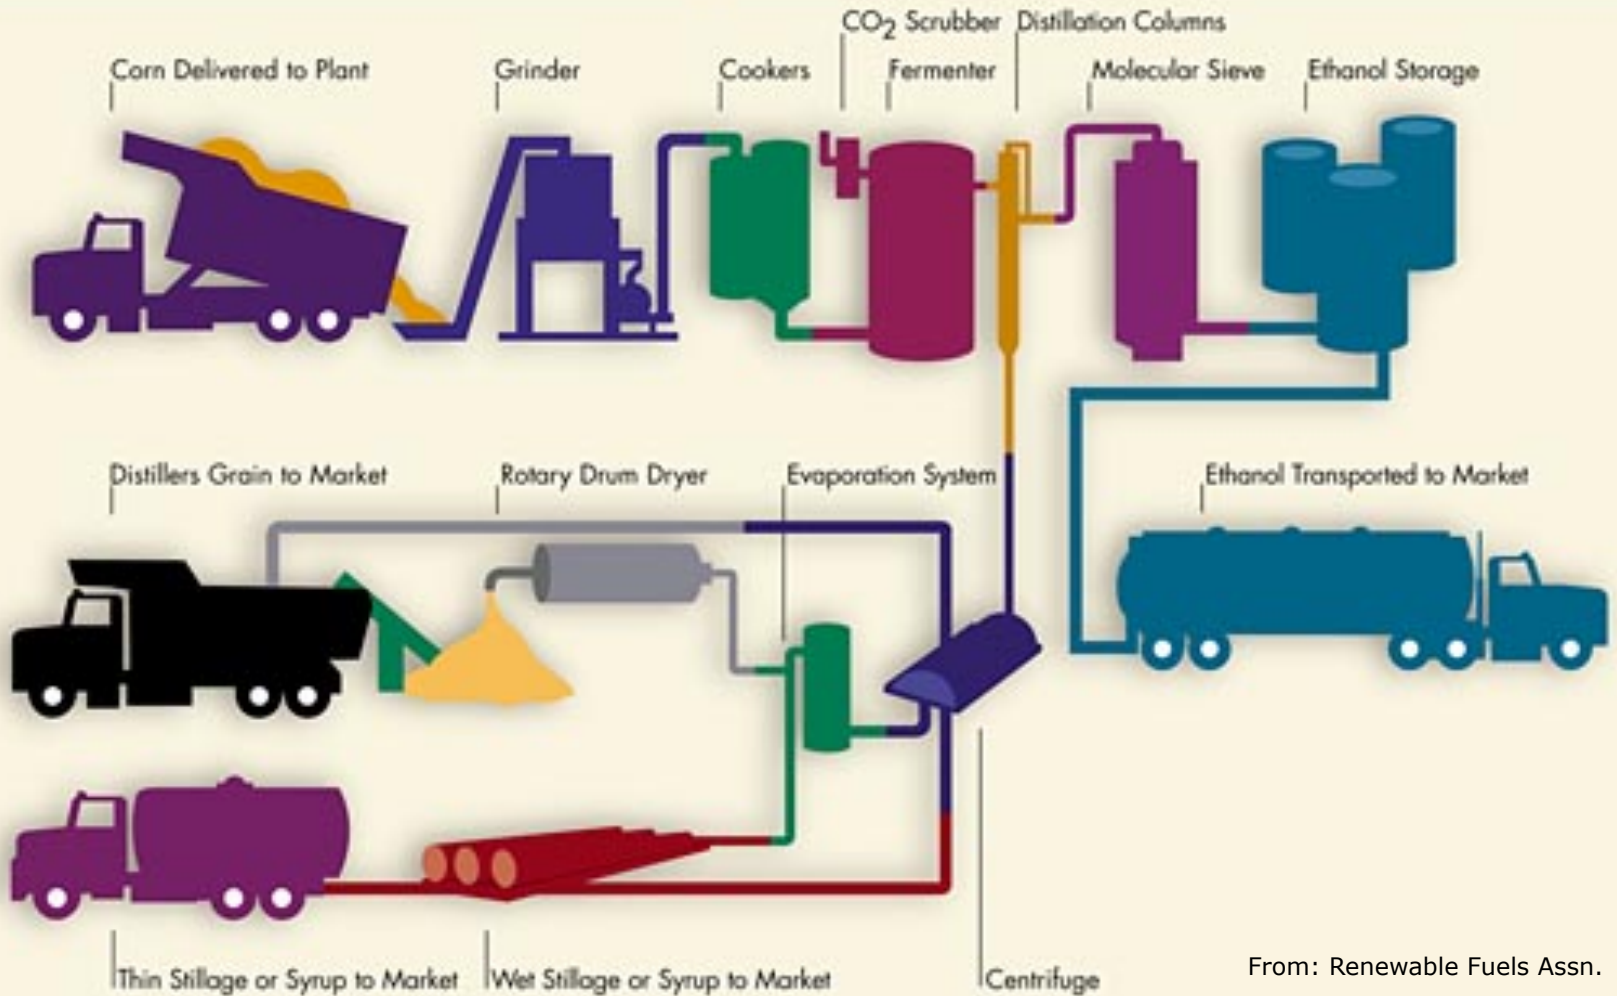 CO2 Scrubber
Distillation Columns
Corn Delivered to Plant
Grinder
Cookers
Fermenter
Molecular Sieve
Ethanol Storage
Distillers Grain to Market
Rotary Drum Dryer
Evaporation System
Ethanol Transported to Market
Thin Stillage or Syrup to Market
Wet Stillage or Syrup to Market
Centrifuge
From: Renewable Fuels Assn.